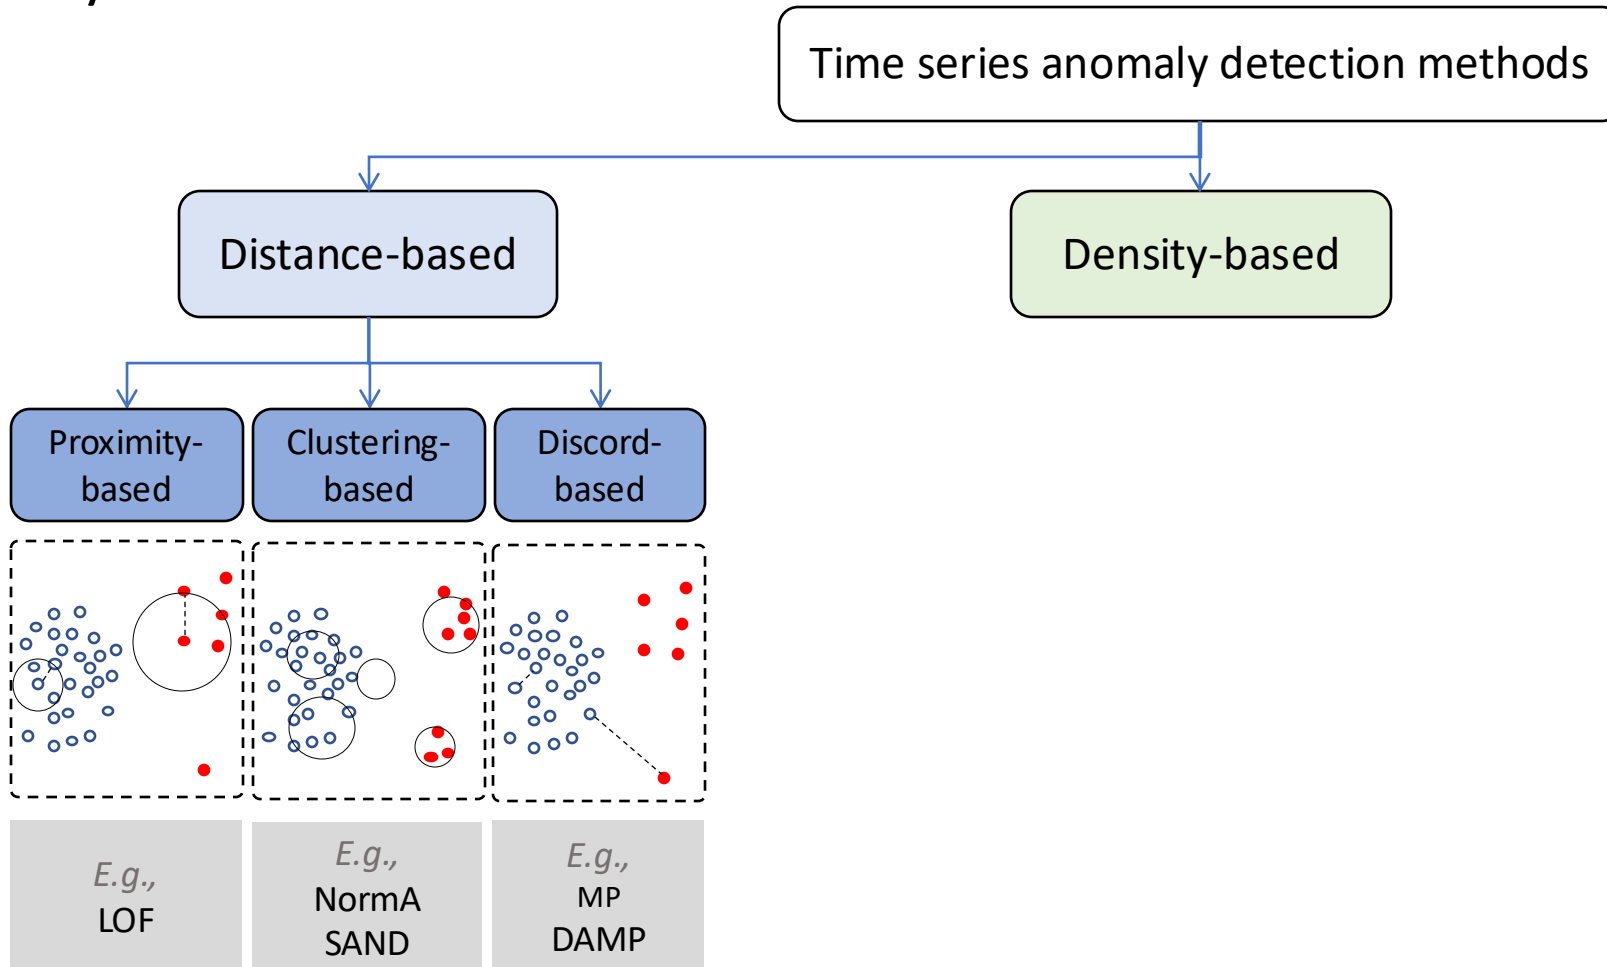 Time series anomaly detection methods
Distance-based
Density-based
Proximity-
based
Clustering-
based
Discord-
based
E.g.,
LOF
E.g.,
NormA
SAND
E.g.,
MP
DAMP